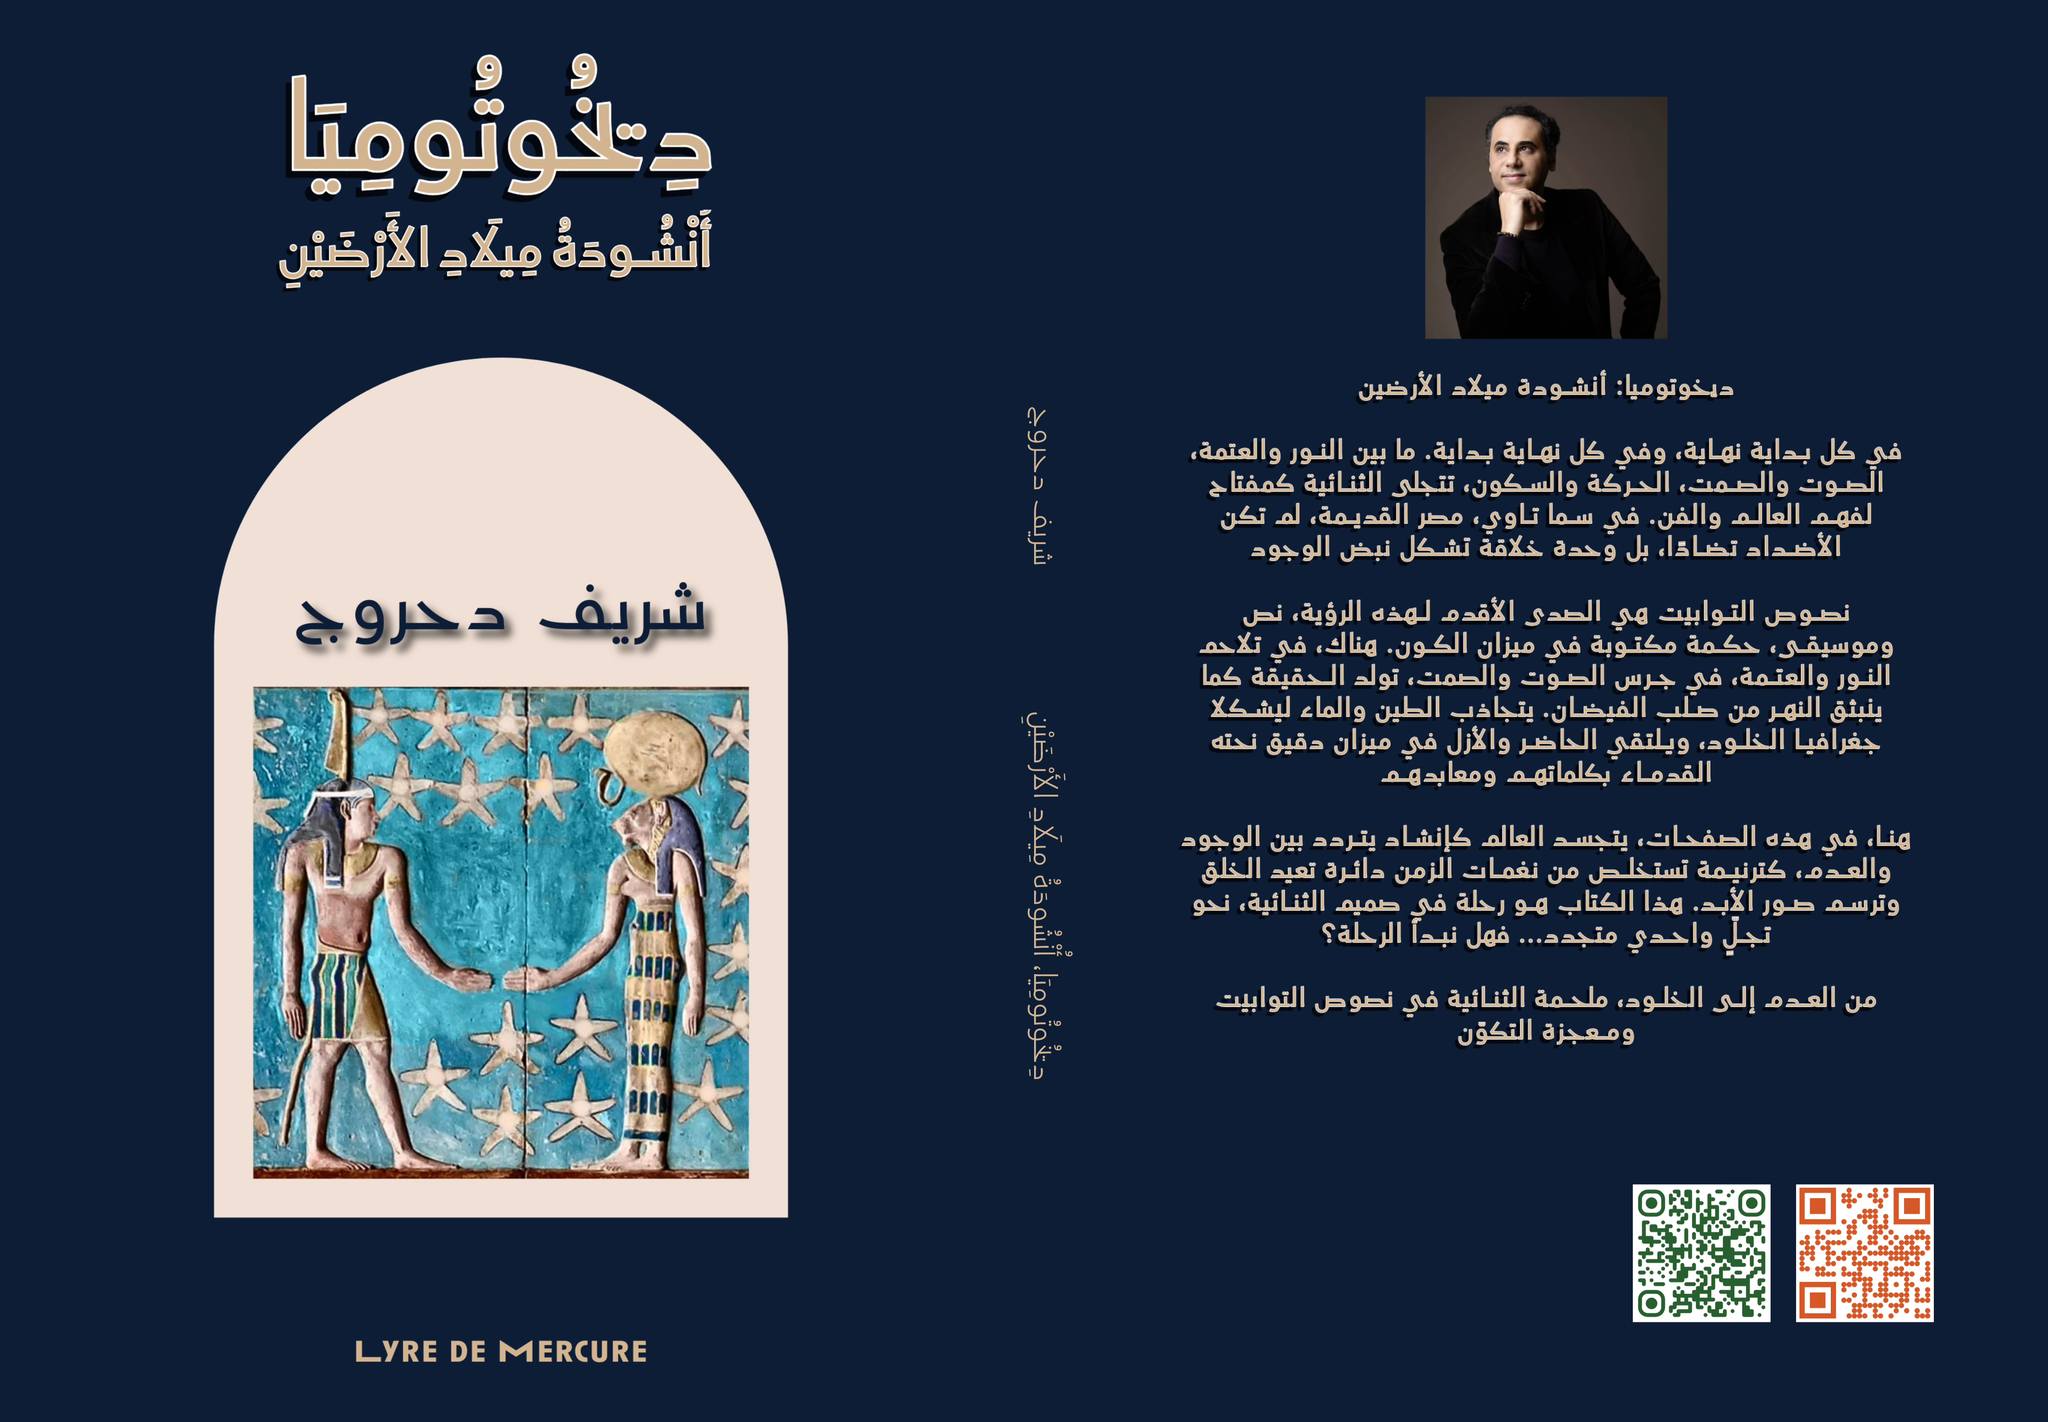 دِيخُوتُومِيَا
أُنْشُودَةُ مِيلَادِ الأَرْضَيْنِ
شريف دحروج
LYRE DE MERCURE
شريف دحروج
دِيخُوتُومِيَا، أُنْشُودَةُ مِيلَادِ الأَرْضَيْنِ
ديخوتوميا: أنشودة ميلاد الأرضين
في كل بداية نهاية، وفي كل نهاية بداية. ما بين النور والعتمة،
الصوت والصمت، الحركة والسكون، تتجلى الثنائية كمفتاح
لفهم العالم والفن. في سما تاوي، مصر القديمة، لم تكن
الأضداد تضادًا، بل وحدة خلاقة تشكل نبض الوجود
نصوص التوابيت هي الصدى الأقدم لهذه الرؤية، نص
وموسيقى، حكمة مكتوبة في ميزان الكون. هناك، في تلاحم
النور والعتمة، في جرس الصوت والصمت، تولد الحقيقة كما
ينبثق النهر من صلب الفيضان. يتجاذب الطين والماء ليشكلا
جغرافيا الخلود، ويلتقي الحاضر والأزل في ميزان دقيق نحته
القدماء بكلماتهم ومعابدهم
هنا، في هذه الصفحات، يتجسد العالم كإنشاد يتردد بين الوجود
والعدم، كترنيمة تستخلص من نغمات الزمن دائرة تعيد الخلق
وترسم صور الأبد. هذا الكتاب هو رحلة في صميم الثنائية، نحو
تجلٍّ واحدي متجدد... فهل نبدأ الرحلة؟
من العدم إلى الخلود، ملحمة الثنائية في نصوص التوابيت
ومعجزة التكوّن